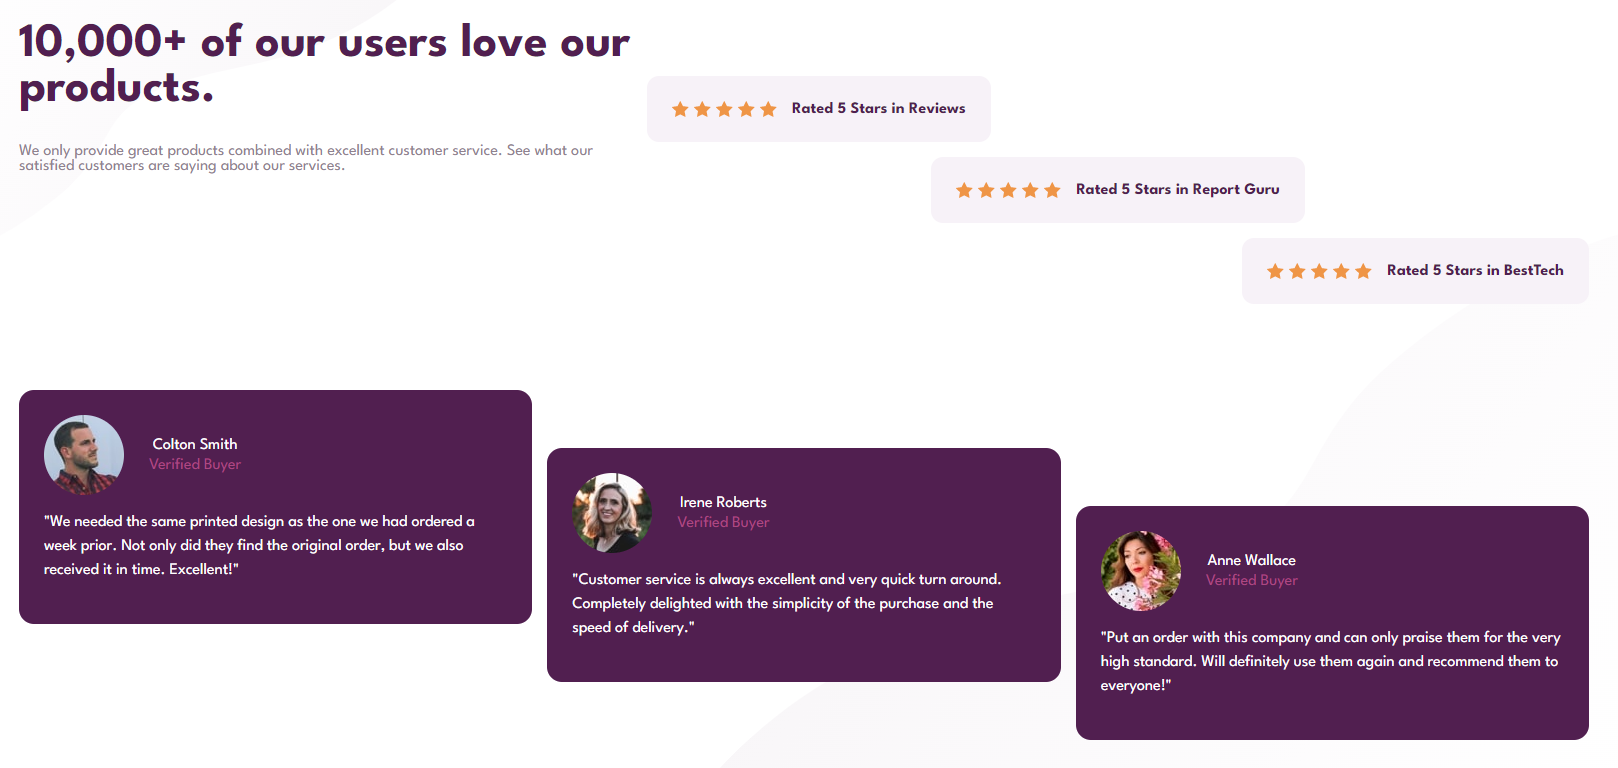 10,000+ of our users love our
products.
We only provide great products combined with excellent customer service. See what our
satisfied customers are saying about our services.
Rated 5 Stars in Reviews
Rated 5 Stars in Report Guru
Rated 5 Stars in BestTech
Colton Smith
Verified Buyer
"We needed the same printed design as the one we had ordered a
week prior. Not only did they find the original order, but we also
received it in time. Excellent!"
Irene Roberts
Verified Buyer
"Customer service is always excellent and very quick turn around.
Completely delighted with the simplicity of the purchase and the
speed of delivery."
Anne Wallace
Verified Buyer
"Put an order with this company and can only praise them for the very
high standard. Will definitely use them again and recommend them to
everyone!"